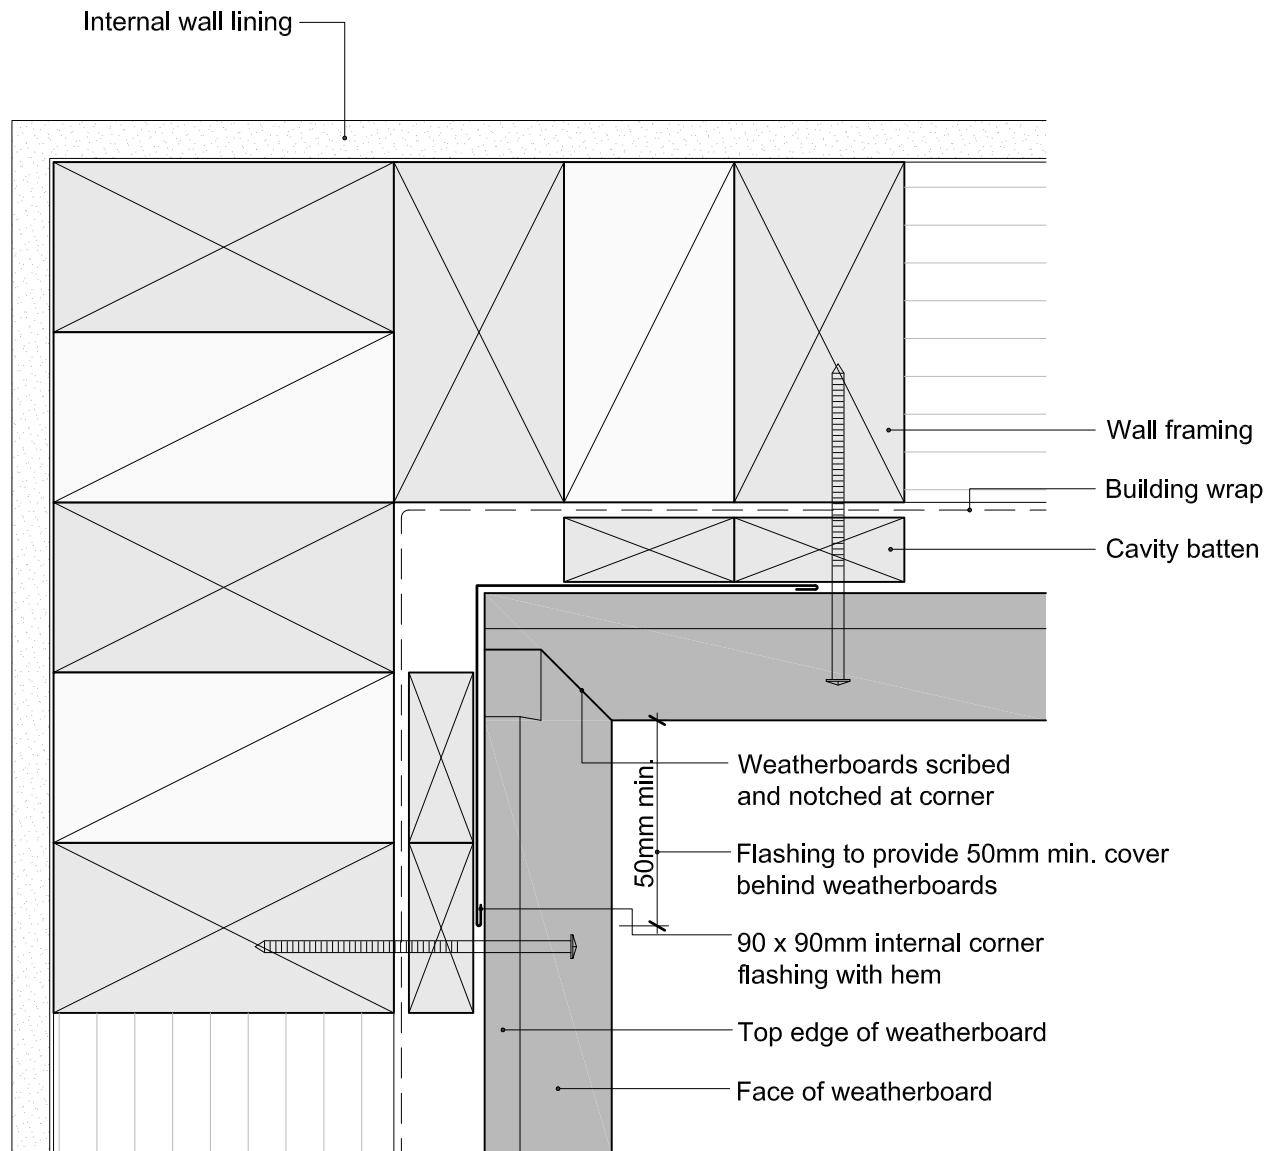 Internal wall lining
Wall framing
Building wrap
Cavity batten
Weatherboards scribed
and notched at corner
50mm min.
Flashing to provide 50mm min. cover
behind weatherboards
90 x 90mm internal corner
flashing with hem
Top edge of weatherboard
Face of weatherboard